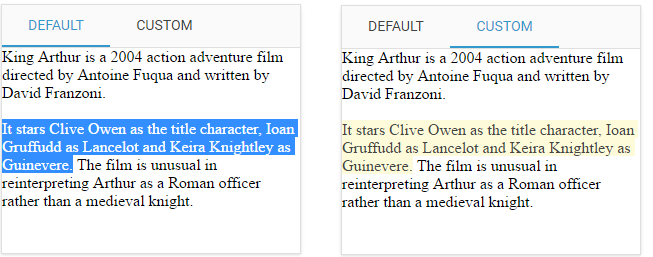 DEFAULT CUSTOM
King Arthur is a 2004 action adventure film
directed by Antoine Fuqua and written by
David Franzoni.
It stars Clive Owen as the title character, Ioan
Gruffudd as Lancelot and Keira Knightley as
Guinevere. The film is unusual in
reinterpreting Arthur as a Roman officer
rather than a medieval knight.
DEFAULT CUSTOM
King Arthur is a 2004 action adventure film
directed by Antoine Fuqua and written by
David Franzoni.
It stars Clive Owen as the title character, Ioan
Gruffudd as Lancelot and Keira Knightley as
Guinevere. The film is unusual in
reinterpreting Arthur as a Roman officer
rather than a medieval knight.